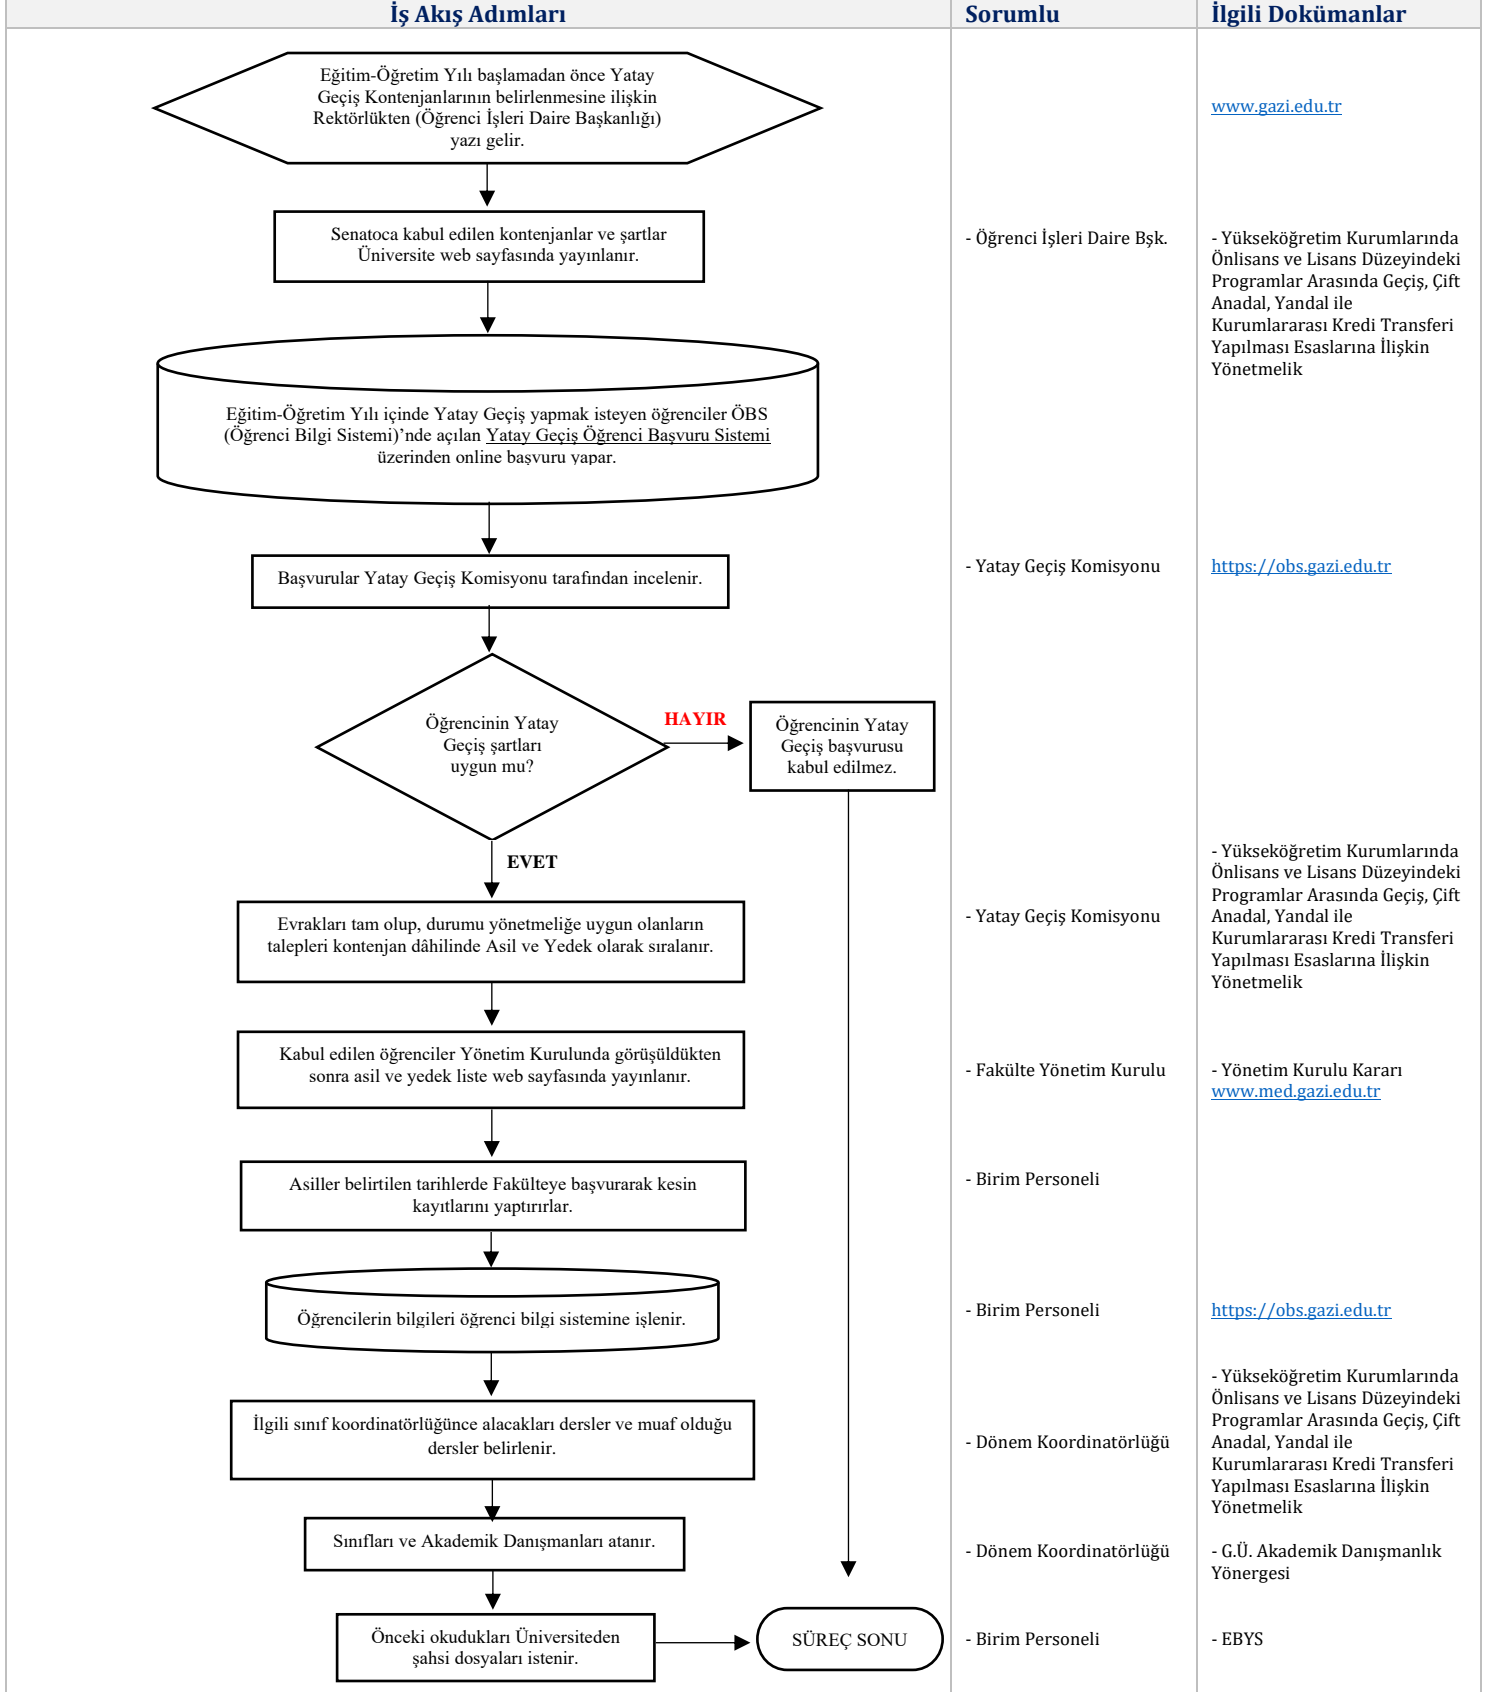 İş Akış Adımları
Sorumlu
İlgili Dokümanlar
Eğitim-Öğretim Yılı başlamadan önce Yatay
Geçiş Kontenjanlarının belirlenmesine ilişkin
Rektörlükten (Öğrenci İşleri Daire Başkanlığı)
yazı gelir.
www.gazi.edu.tr
Senatoca kabul edilen kontenjanlar ve şartlar
Üniversite web sayfasında yayınlanır.
- Öğrenci İşleri Daire Bşk.
- Yükseköğretim Kurumlarında
Önlisans ve Lisans Düzeyindeki
Programlar Arasında Geçiş, Çift
Anadal, Yandal ile
Kurumlararası Kredi Transferi
Yapılması Esaslarına İlişkin
Yönetmelik
Eğitim-Öğretim Yılı içinde Yatay Geçiş yapmak isteyen öğrenciler ÖBS
(Öğrenci Bilgi Sistemi)’nde açılan Yatay Geçiş Öğrenci Başvuru Sistemi
üzerinden online başvuru yapar.
Başvurular Yatay Geçiş Komisyonu tarafından incelenir.
- Yatay Geçiş Komisyonu
https://obs.gazi.edu.tr
Öğrencinin Yatay
Geçiş şartları
uygun mu?
HAYIR
Öğrencinin Yatay
Geçiş başvurusu
kabul edilmez.
EVET
Evrakları tam olup, durumu yönetmeliğe uygun olanların
talepleri kontenjan dâhilinde Asil ve Yedek olarak sıralanır.
- Yatay Geçiş Komisyonu
- Yükseköğretim Kurumlarında
Önlisans ve Lisans Düzeyindeki
Programlar Arasında Geçiş, Çift
Anadal, Yandal ile
Kurumlararası Kredi Transferi
Yapılması Esaslarına İlişkin
Yönetmelik
Kabul edilen öğrenciler Yönetim Kurulunda görüşüldükten
sonra asil ve yedek liste web sayfasında yayınlanır.
- Fakülte Yönetim Kurulu
- Yönetim Kurulu Kararı
www.med.gazi.edu.tr
Asiller belirtilen tarihlerde Fakülteye başvurarak kesin
kayıtlarını yaptırırlar.
- Birim Personeli
Öğrencilerin bilgileri öğrenci bilgi sistemine işlenir.
- Birim Personeli
https://obs.gazi.edu.tr
İlgili sınıf koordinatörlüğünce alacakları dersler ve muaf olduğu
dersler belirlenir.
- Dönem Koordinatörlüğü
- Yükseköğretim Kurumlarında
Önlisans ve Lisans Düzeyindeki
Programlar Arasında Geçiş, Çift
Anadal, Yandal ile
Kurumlararası Kredi Transferi
Yapılması Esaslarına İlişkin
Yönetmelik
Sınıfları ve Akademik Danışmanları atanır.
- Dönem Koordinatörlüğü
- G.Ü. Akademik Danışmanlık
Yönergesi
Önceki okudukları Üniversiteden
şahsi dosyaları istenir.
SÜREÇ SONU
- Birim Personeli
- EBYS